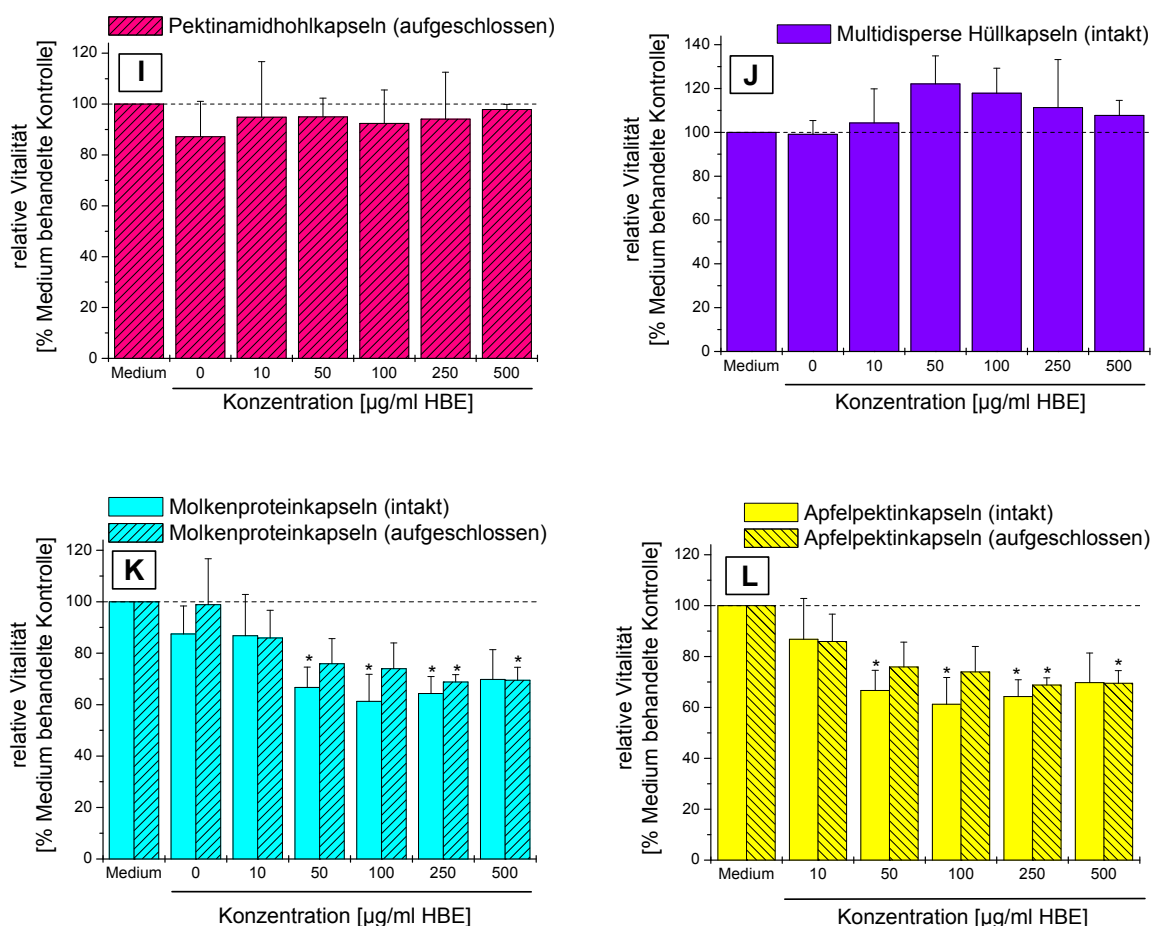 Pektinamidhohlkapseln (aufgeschlossen)
I
relative Vitalität
[% Medium behandelte Kontrolle]
120
100
80
60
40
20
0
Medium 0 10 50 100 250 500
Konzentration [µg/ml HBE]
Multidisperse Hüllkapseln (intakt)
J
relative Vitalität
[% Medium behandelte Kontrolle]
140
120
100
80
60
40
20
0
Medium 0 10 50 100 250 500
Konzentration [µg/ml HBE]
Molkenproteinkapseln (intakt)
Molkenproteinkapseln (aufgeschlossen)
K
relative Vitalität
[% Medium behandelte Kontrolle]
120
100
80
60
40
20
0
* * * * *
Medium 0 10 50 100 250 500
Konzentration [µg/ml HBE]
Apfelpektinkapseln (intakt)
Apfelpektinkapseln (aufgeschlossen)
L
relative Vitalität
[% Medium behandelte Kontrolle]
120
100
80
60
40
20
0
* * * * *
Medium 10 50 100 250 500
Konzentration [µg/ml HBE]